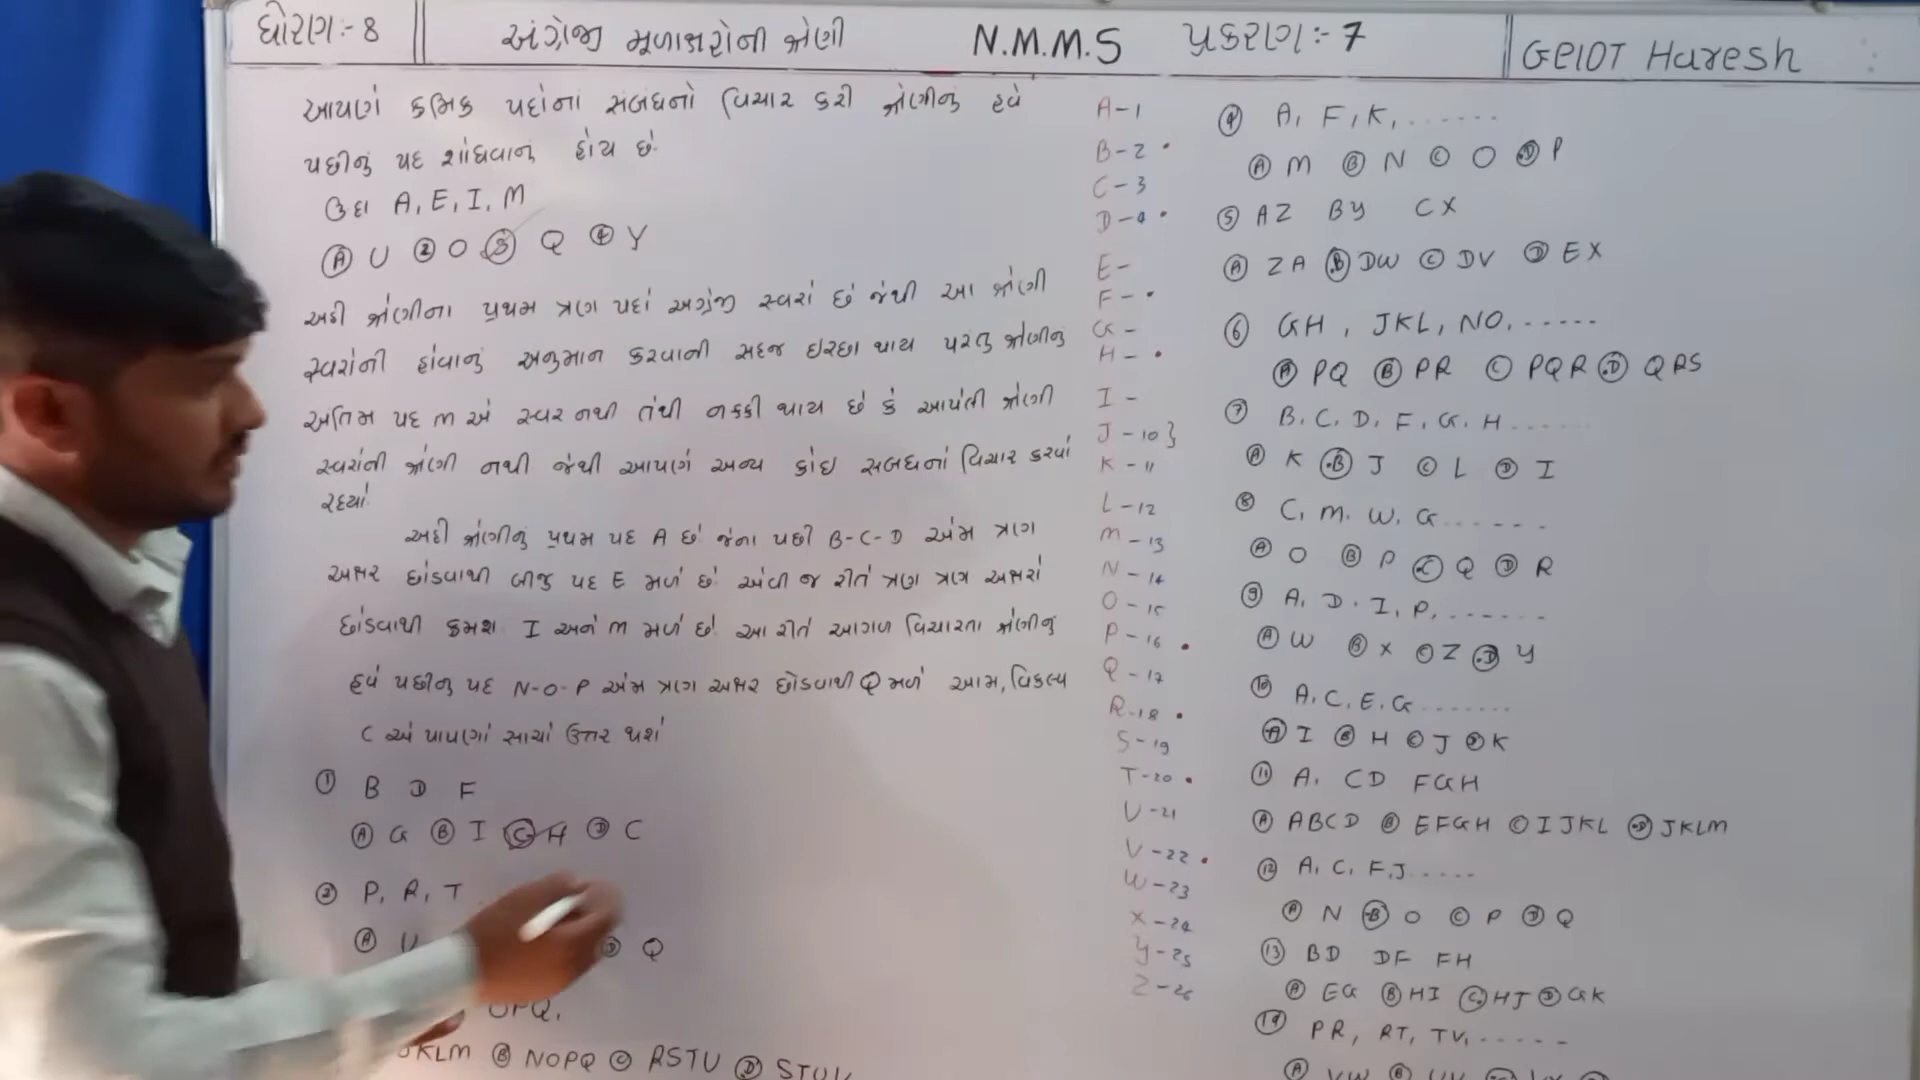 ધોરણ:- 8
અંગ્રેજી મૂળાક્ષરોની શ્રેણી
N.M.M.S
પ્રકરણ:- 7
GEIOT Haresh
આપણે ક્રમિક પદોના સંબંધનો વિચાર કરી શ્રેણીનું હવે
પછીનું પદ શોધવાનું હોય છે.
ઉદા A, E, I, M
Ⓐ U ② O ③ Q ④ Y
અહી શ્રેણીના પ્રથમ ત્રણ પદો અંગ્રેજી સ્વરો છે જેથી આ શ્રેણી
સ્વરોની હોવાનું અનુમાન કરવાની સહજ ઇચ્છા થાય પરંતુ શ્રેણીનું
અંતિમ પદ M એ સ્વર નથી તેથી નક્કી થાય છે કે આપેલી શ્રેણી
સ્વરોની શ્રેણી નથી જેથી આપણે અન્ય કોઇ સંબંધનો વિચાર કરવો
રહયો.
અહી શ્રેણીનું પ્રથમ પદ A છે જેના પછી B-C-D એમ ત્રણ
અક્ષર છોડવાથી બીજુ પદ E મળે છે એવી જ રીતે ત્રણ ત્રણ અક્ષરો
છોડવાથી ક્રમશ I અને M મળે છે આ રીતે આગળ વિચારતા શ્રેણીનું
હવે પછીનું પદ N-O-P એમ ત્રણ અક્ષર છોડવાથી Q મળે આમ, વિકલ્પ
C એ સાચો ઉત્તર થશે
① B D F
Ⓐ G Ⓑ I Ⓒ H Ⓓ C
② P, R, T
Ⓐ U Ⓓ Q
OPQ,
JKLM Ⓑ NOPQ Ⓒ RSTU Ⓓ STUV
A-1
B-2
C-3
D-4
E-
F-
G-
H-
I-
J-10}
K-11
L-12
M-13
N-14
O-15
P-16
Q-17
R-18
S-19
T-20
U-21
V-22
W-23
X-24
Y-25
Z-26
④ A, F, K, .......
Ⓐ M Ⓑ N Ⓒ O Ⓓ P
⑤ AZ BY CX
Ⓐ ZA Ⓑ DW Ⓒ DV Ⓓ EX
⑥ GH, JKL, NO, -----
Ⓐ PQ Ⓑ PR Ⓒ PQR Ⓓ QRS
⑦ B, C, D, F, G, H ......
Ⓐ K Ⓑ J Ⓒ L Ⓓ I
⑧ C, M, W, G ......
Ⓐ O Ⓑ P Ⓒ Q Ⓓ R
⑨ A, D, I, P, .......
Ⓐ W Ⓑ X Ⓒ Z Ⓓ Y
⑩ A, C, E, G .......
Ⓐ I Ⓑ H Ⓒ J Ⓓ K
⑪ A, CD FGH
Ⓐ ABCD Ⓑ EFGH Ⓒ IJKL Ⓓ JKLM
⑫ A, C, F, J .....
Ⓐ N Ⓑ O Ⓒ P Ⓓ Q
⑬ BD DF FH
Ⓐ EG Ⓑ HI Ⓒ HJ Ⓓ GK
⑭ PR, RT, TV, .....